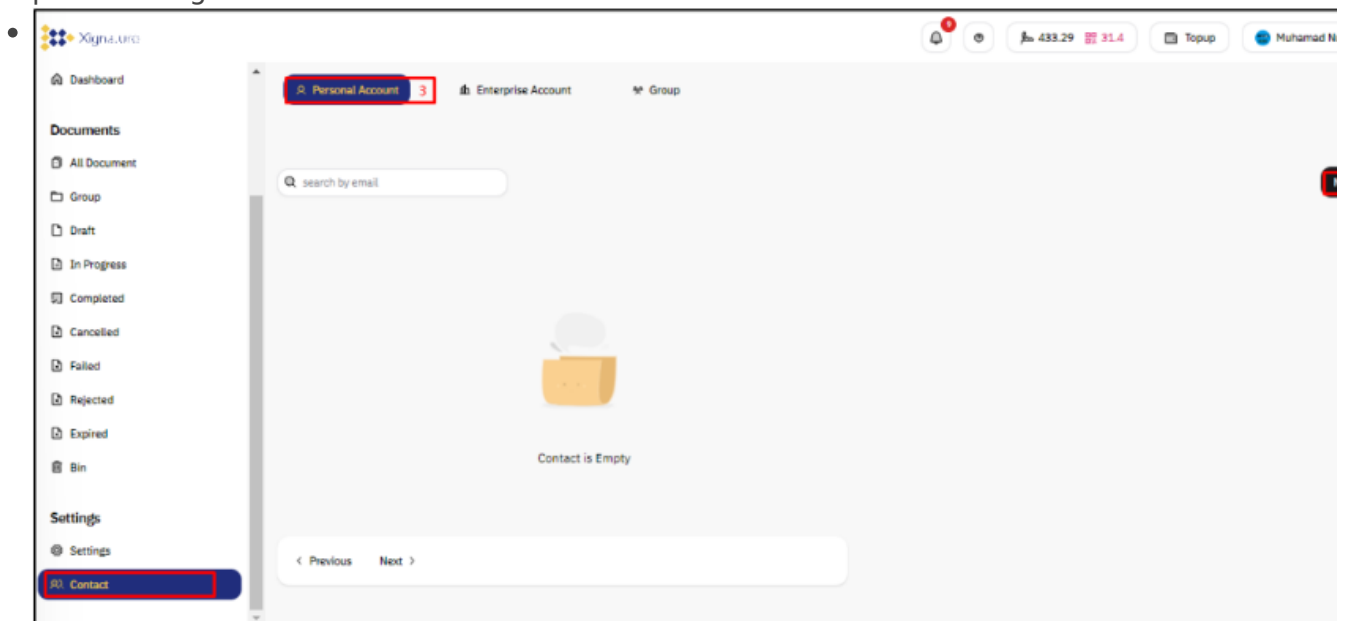 Xigna.uro
9
433.29 31.4
Topup
Muhamad
Dashboard
Personal Account 3
Enterprise Account
Group
Documents
All Document
search by email
Group
Draft
In Progress
Completed
Cancelled
Failed
Rejected
Expired
Contact is Empty
Bin
Settings
Settings
< Previous Next >
Contact